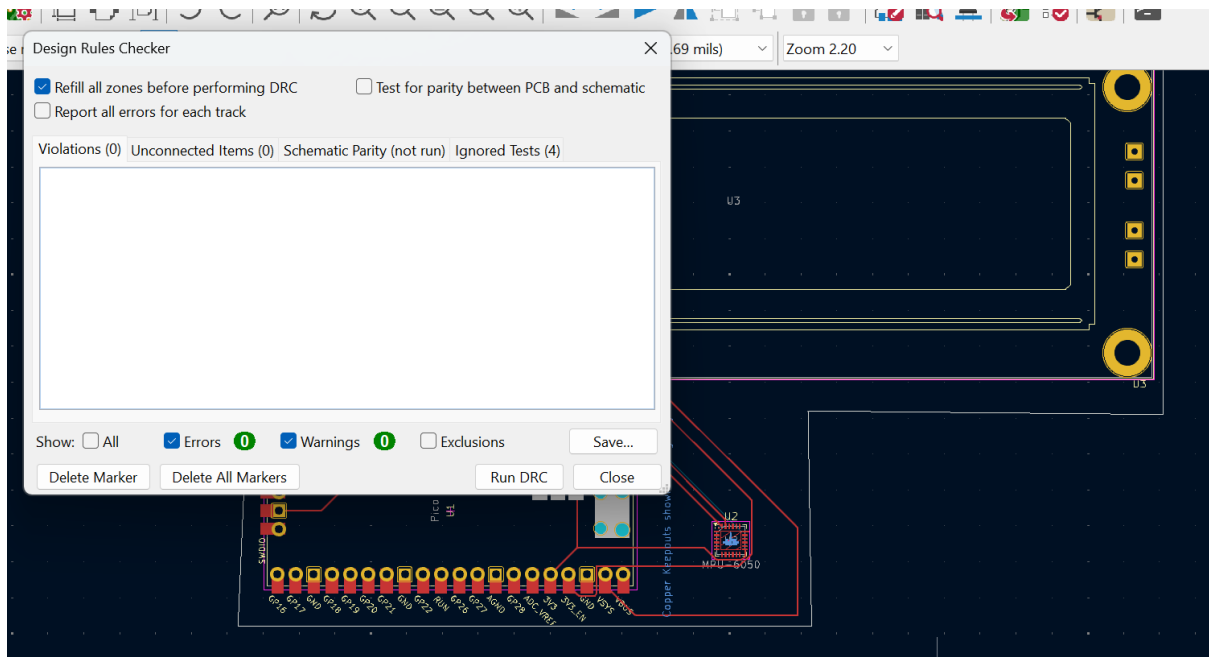 Design Rules Checker
.69 mils)
Zoom 2.20
Refill all zones before performing DRC
Test for parity between PCB and schematic
Report all errors for each track
Violations (0) Unconnected Items (0) Schematic Parity (not run) Ignored Tests (4)
U3
Show: All Errors 0 Warnings 0 Exclusions Save...
U3
Delete Marker Delete All Markers Run DRC Close
Pico
U1
U2
SWDIO
MPU-6050
Copper Keepouts show
GP16 GP17 GND GP18 GP19 GP20 GP21 GND GP22 RUN GP26 GP27 AGND GP28 ADC_VREF 3V3 3V3_EN GND VSYS VBUS